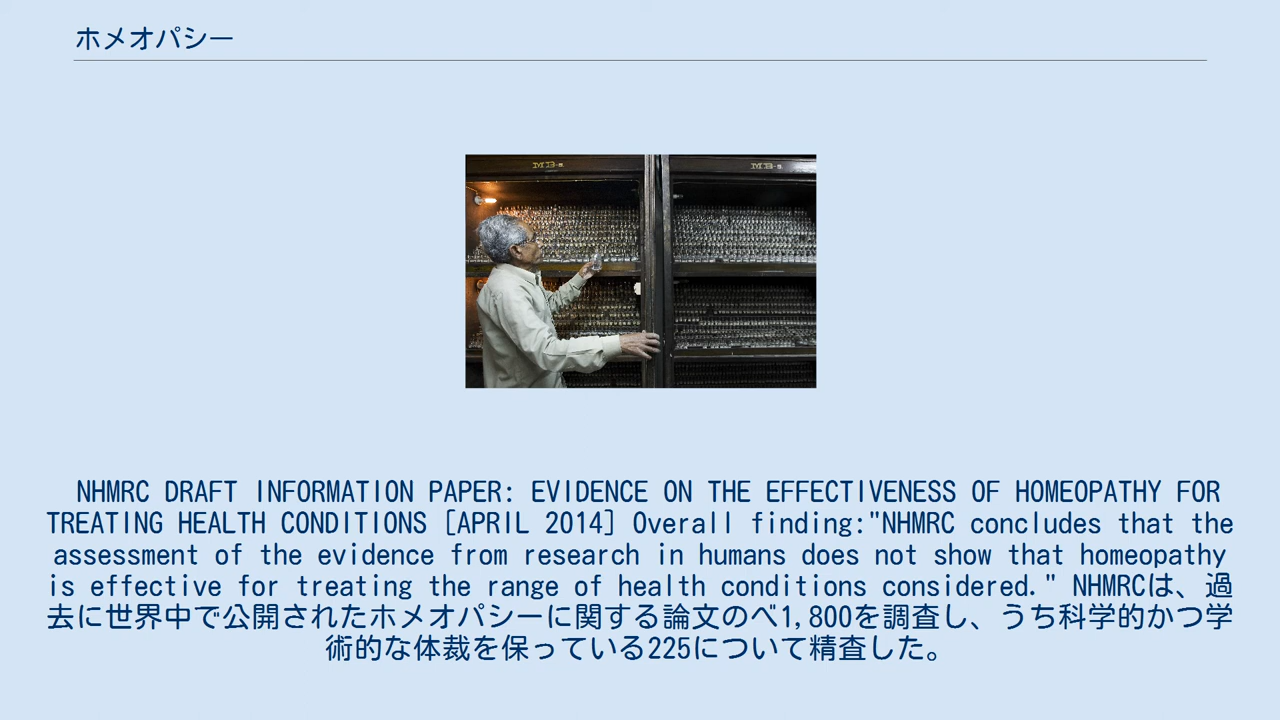 ホメオパシー
MB-8
MB-5
NHMRC DRAFT INFORMATION PAPER: EVIDENCE ON THE EFFECTIVENESS OF HOMEOPATHY FOR
TREATING HEALTH CONDITIONS [APRIL 2014] Overall finding:"NHMRC concludes that the
assessment of the evidence from research in humans does not show that homeopathy
is effective for treating the range of health conditions considered." NHMRCは、過
去に世界中で公開されたホメオパシーに関する論文のべ1,800を調査し、うち科学的かつ学
術的な体裁を保っている225について精査した。